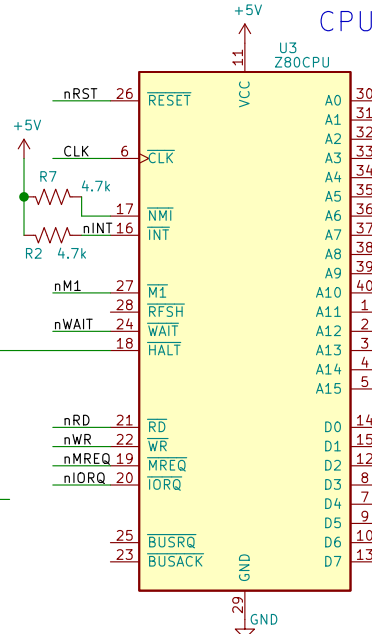 +5V
CPU
U3
Z80CPU
11
VCC
nRST 26 RESET A0 30
A1 31
+5V
A2 32
CLK 6 CLK A3 33
A4 34
R7 4.7k
A5 35
17 NMI A6 36
nINT 16 INT A7 37
R2 4.7k
A8 38
A9 39
nM1 27 M1 A10 40
28 RFSH A11 1
nWAIT 24 WAIT A12 2
18 HALT A13 3
A14 4
A15 5
nRD 21 RD D0 14
nWR 22 WR D1 15
nMREQ 19 MREQ D2 12
nIORQ 20 IORQ D3 8
D4 7
D5 9
25 BUSRQ D6 10
23 BUSACK D7 13
GND
29
GND